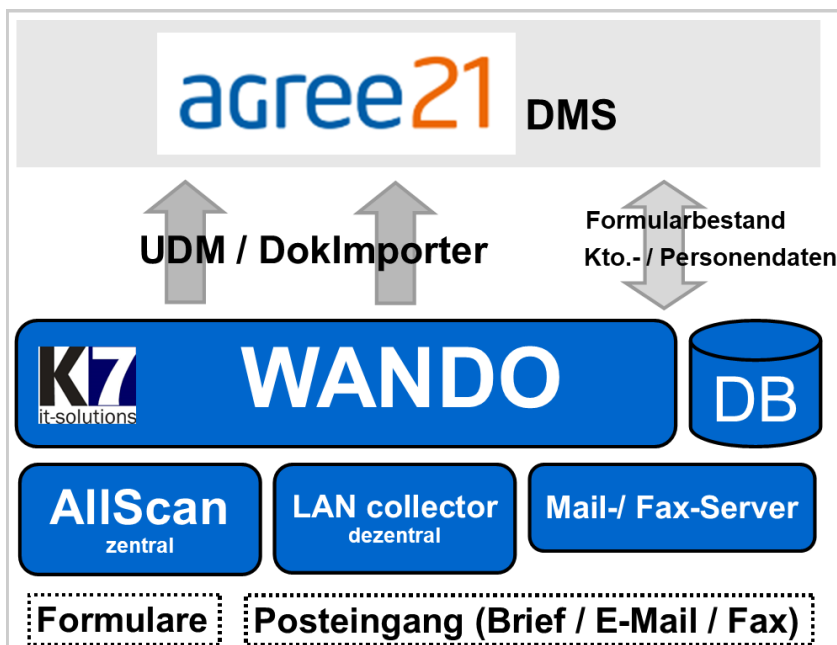 agree21 DMS
Formularbestand
UDM / DokImporter
Kto.- / Personendaten
K7
it-solutions
WANDO
DB
AllScan
zentral
LAN collector
dezentral
Mail-/ Fax-Server
Formulare
Posteingang (Brief / E-Mail / Fax)